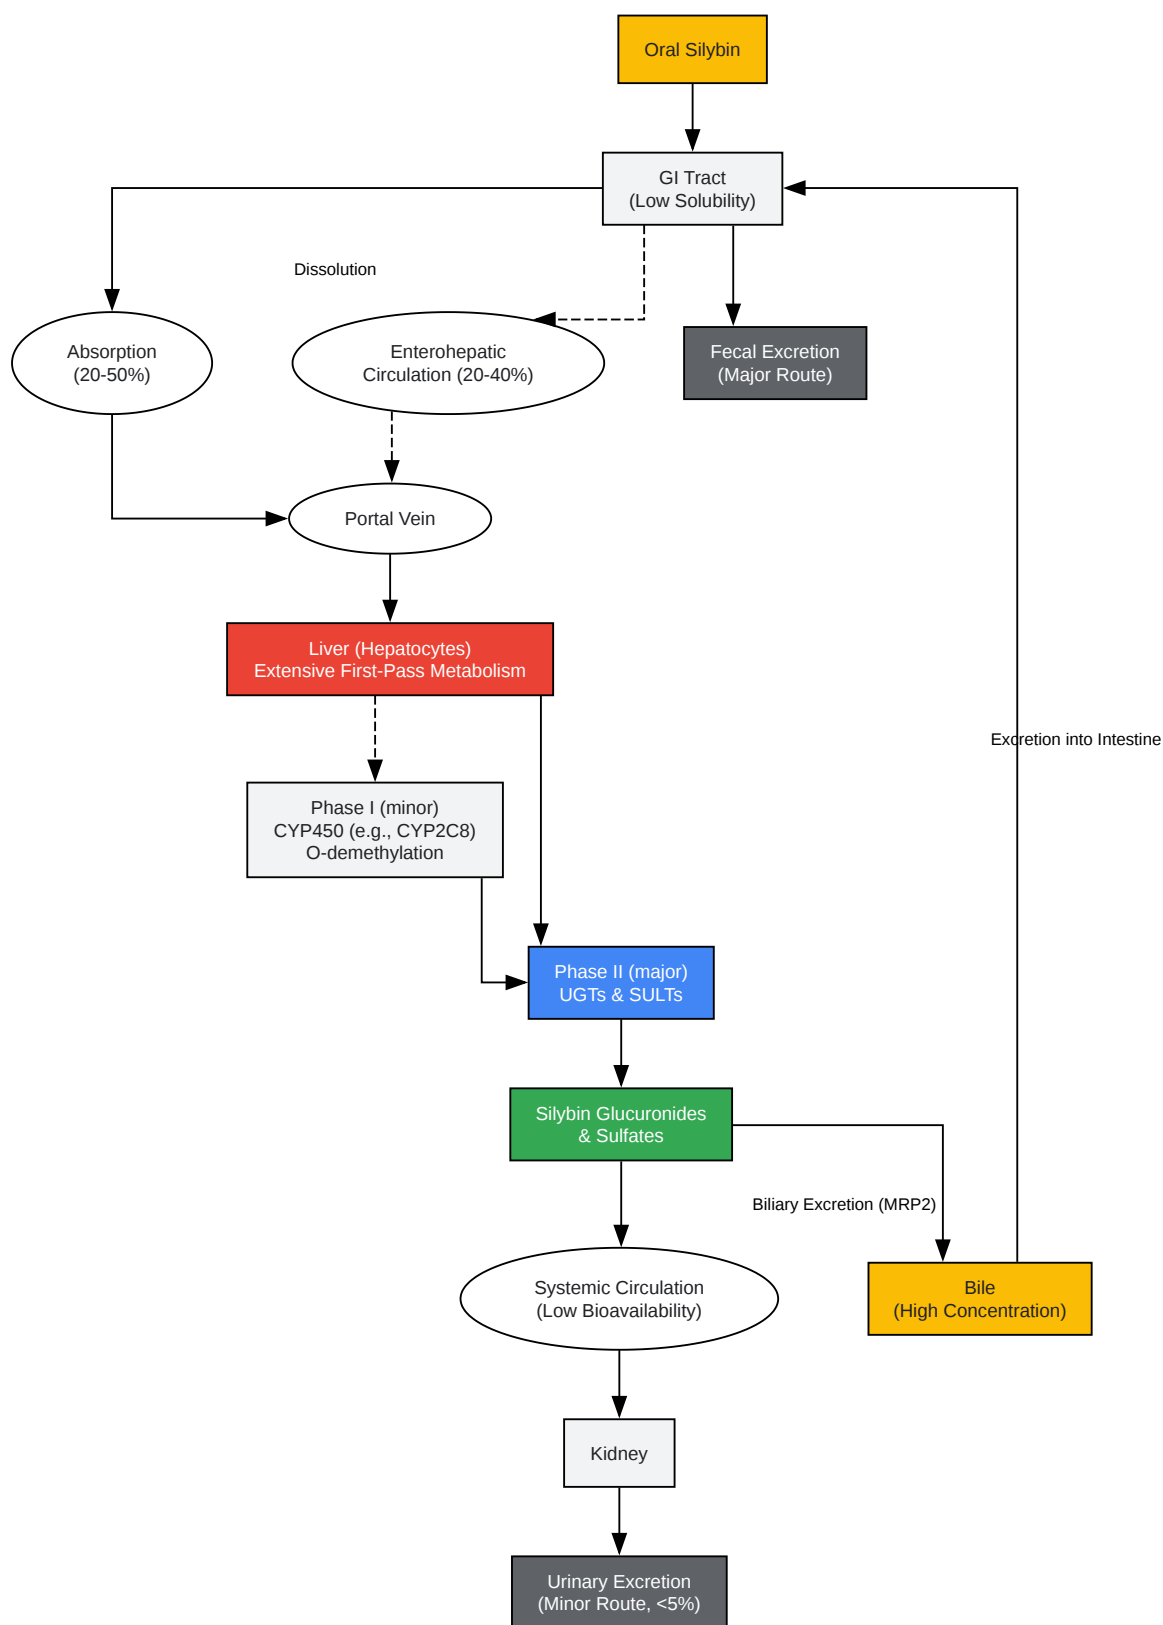 Oral Silybin
GI Tract
(Low Solubility)
Dissolution
Absorption
(20-50%)
Enterohepatic
Circulation (20-40%)
Fecal Excretion
(Major Route)
Portal Vein
Liver (Hepatocytes)
Extensive First-Pass Metabolism
Excretion into Intestine
Phase I (minor)
CYP450 (e.g., CYP2C8)
O-demethylation
Phase II (major)
UGTs & SULTs
Silybin Glucuronides
& Sulfates
Biliary Excretion (MRP2)
Systemic Circulation
(Low Bioavailability)
Bile
(High Concentration)
Kidney
Urinary Excretion
(Minor Route, <5%)